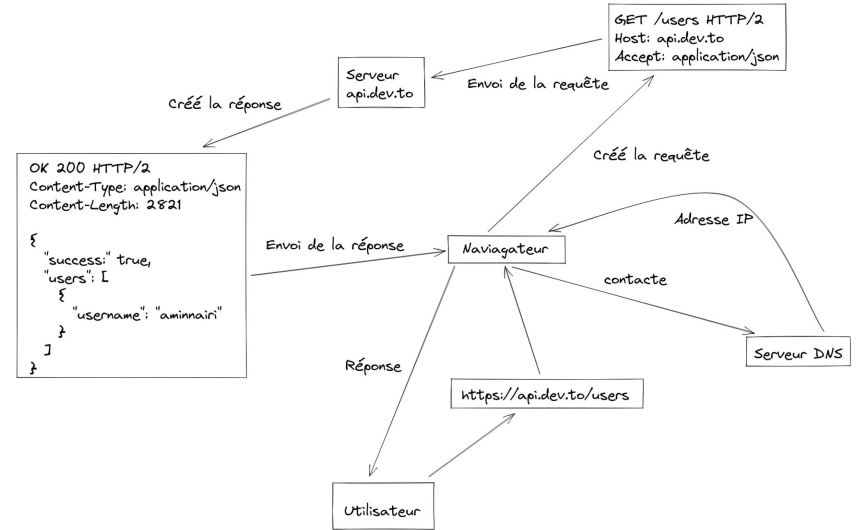 GET /users HTTP/2
Host: api.dev.to
Accept: application/json
Serveur
api.dev.to
Envoi de la requête
Créé la réponse
Créé la requête
OK 200 HTTP/2
Content-Type: application/json
Content-Length: 2821
{
"success:" true,
"users": [
{
"username": "aminnairi"
}
]
}
Envoi de la réponse
Naviagateur
Adresse IP
contacte
Serveur DNS
Réponse
https://api.dev.to/users
Utilisateur